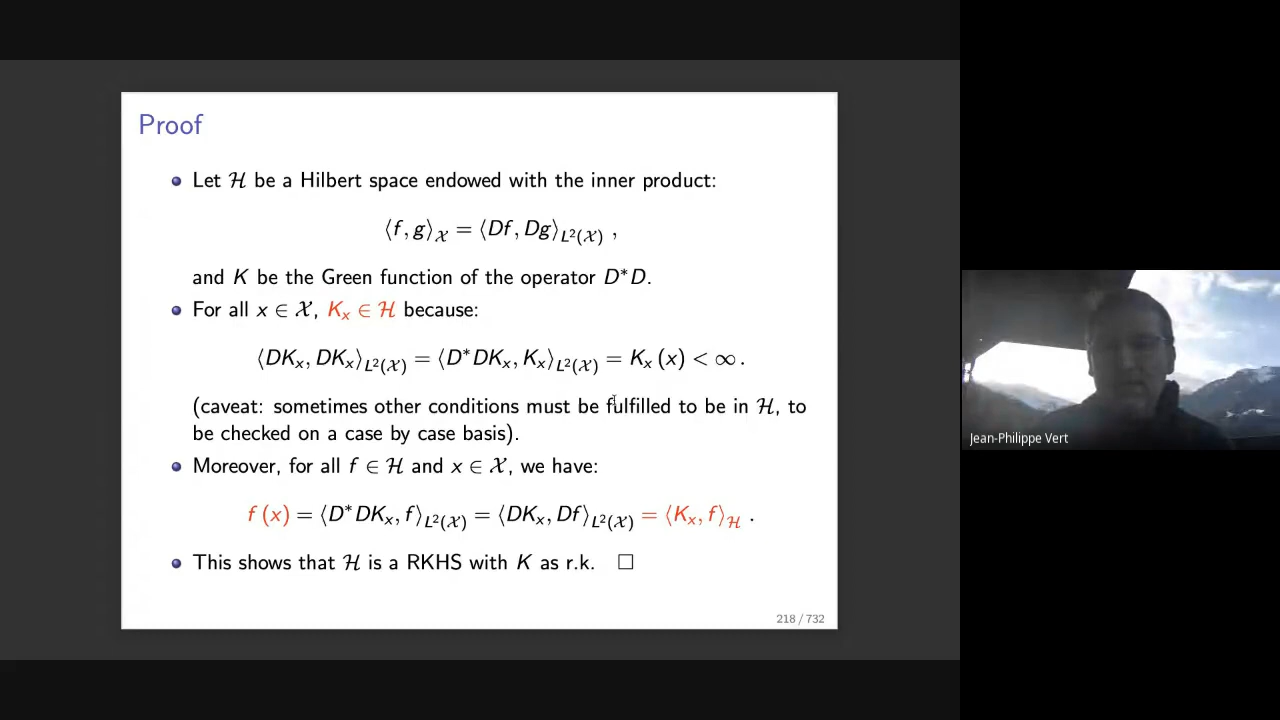 Proof
Let ℋ be a Hilbert space endowed with the inner product:
⟨f, g⟩_𝒳 = ⟨Df, Dg⟩_{L²(𝒳)} ,
and K be the Green function of the operator D*D.
For all x ∈ 𝒳, K_x ∈ ℋ because:
⟨DK_x, DK_x⟩_{L²(𝒳)} = ⟨D*DK_x, K_x⟩_{L²(𝒳)} = K_x (x) < ∞ .
(caveat: sometimes other conditions must be fulfilled to be in ℋ, to
be checked on a case by case basis).
Moreover, for all f ∈ ℋ and x ∈ 𝒳, we have:
f (x) = ⟨D*DK_x, f⟩_{L²(𝒳)} = ⟨DK_x, Df⟩_{L²(𝒳)} = ⟨K_x, f⟩_ℋ .
This shows that ℋ is a RKHS with K as r.k. □
218 / 732
Jean-Philippe Vert